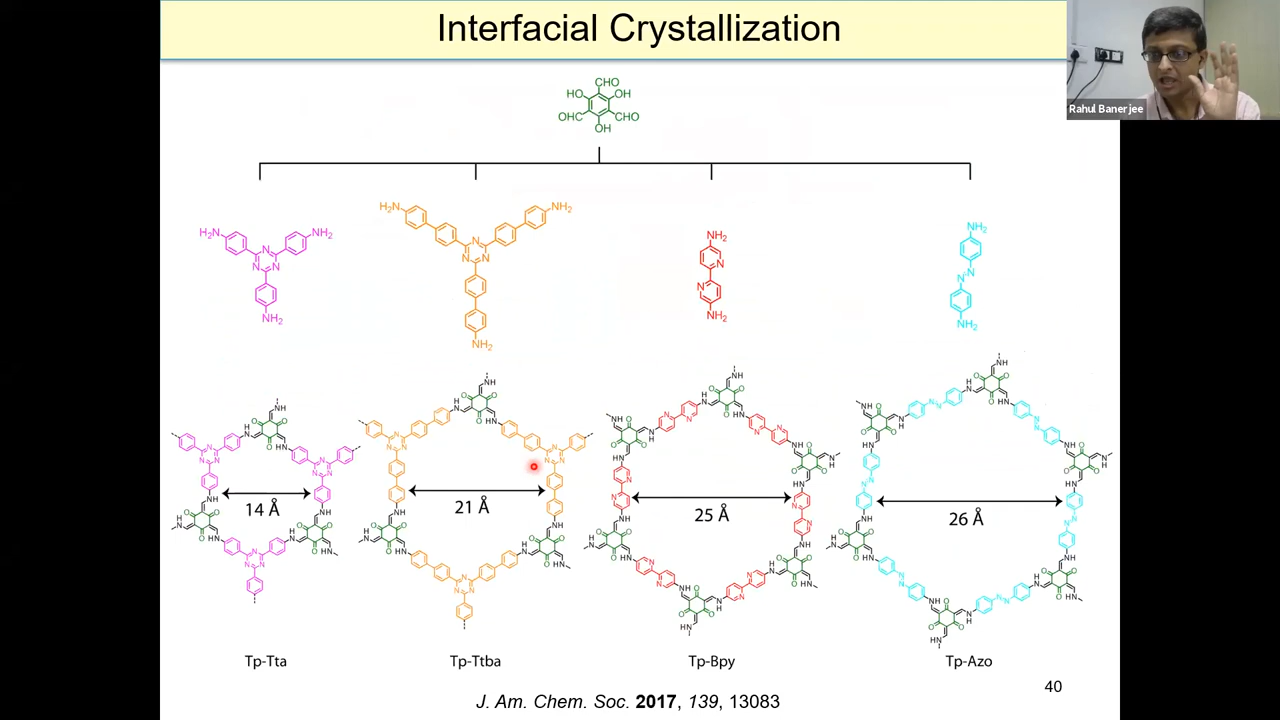 Interfacial Crystallization
Rahul Banerjee
CHO
HO
OH
OHC
CHO
OH
H₂N
NH₂
N
N
N
NH₂
H₂N
NH₂
N
N
N
NH₂
NH₂
N
N
NH₂
NH₂
N
N
NH₂
14 Å
21 Å
25 Å
26 Å
Tp-Tta
Tp-Ttba
Tp-Bpy
Tp-Azo
40
J. Am. Chem. Soc. 2017, 139, 13083